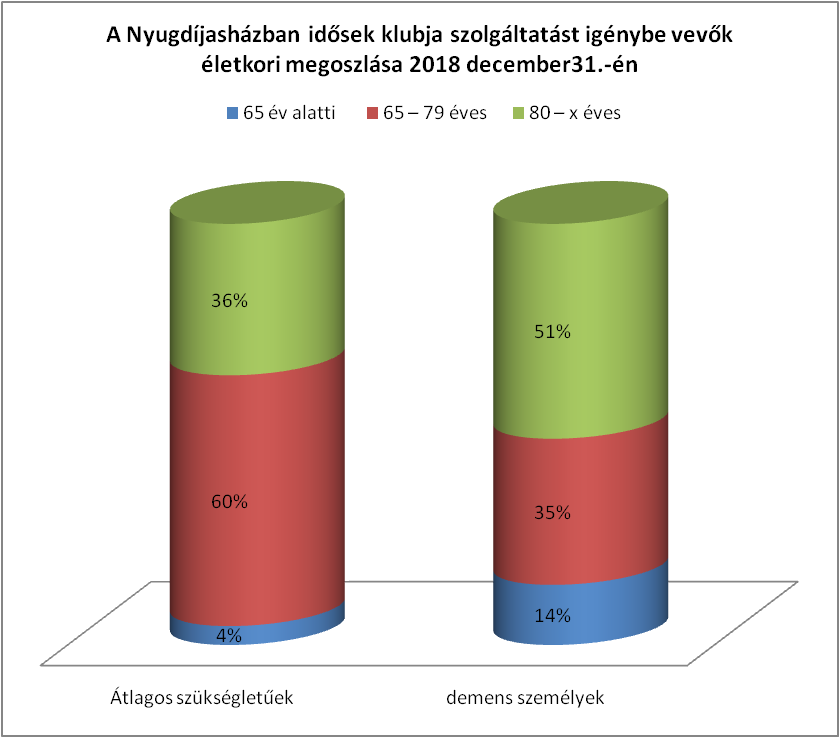 A Nyugdíjasházban idősek klubja szolgáltatást igénybe vevők
életkori megoszlása 2018 december31.-én
65 év alatti 65 – 79 éves 80 – x éves
36% 51%
60% 35%
4% 14%
Átlagos szükségletűek demens személyek